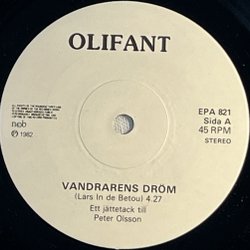 OLIFANT
EPA 821
Sida A
45 RPM
STEREO
ncb
℗ 1982
VANDRARENS DRÖM
(Lars In de Betou) 4.27
Ett jättetack till
Peter Olsson